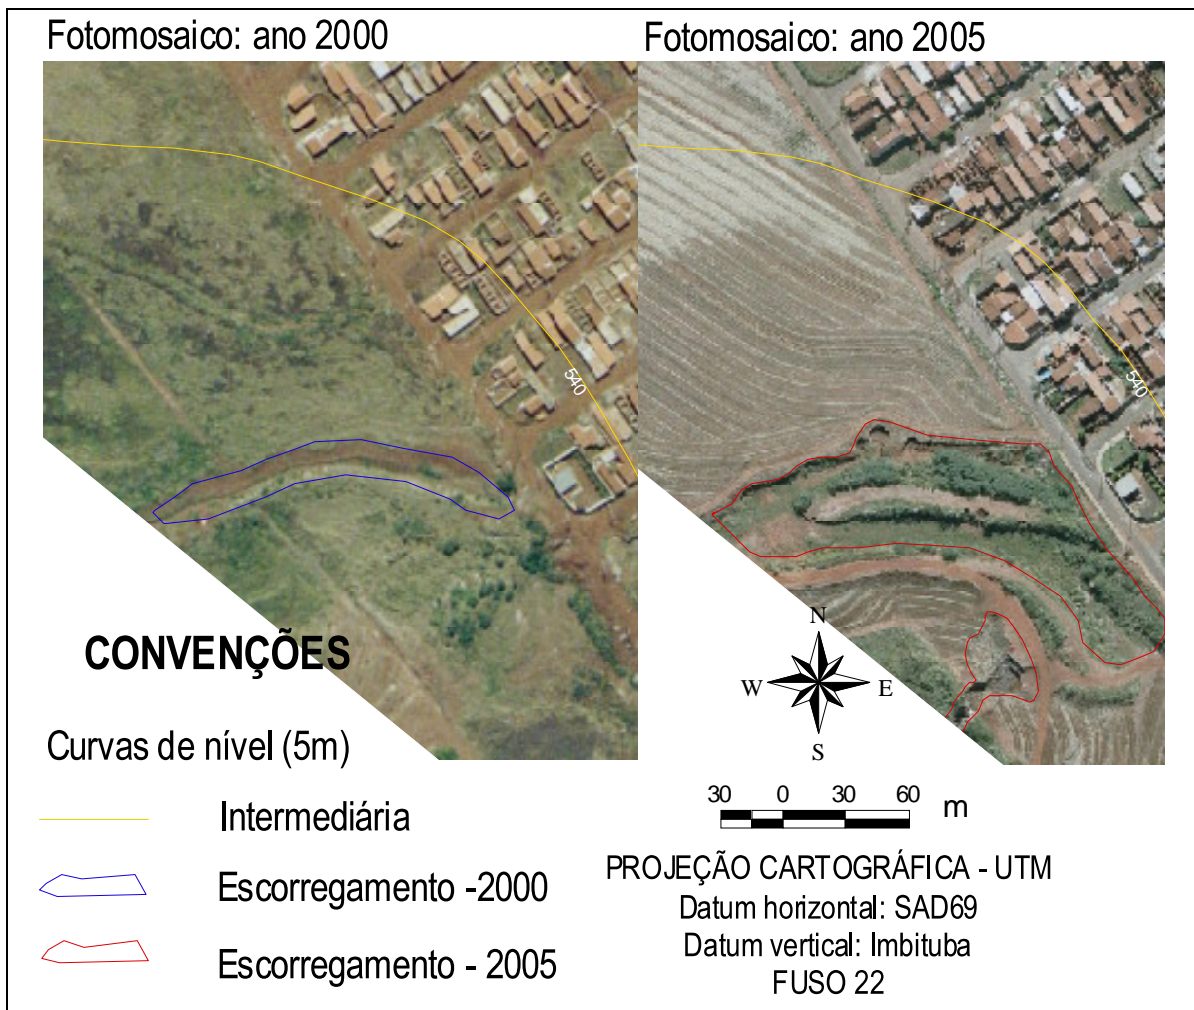 Fotomosaico: ano 2000
Fotomosaico: ano 2005
540
540
CONVENÇÕES
Curvas de nível (5m)
Intermediária
Escorregamento -2000
Escorregamento - 2005
N
W E
S
30 0 30 60 m
PROJEÇÃO CARTOGRÁFICA - UTM
Datum horizontal: SAD69
Datum vertical: Imbituba
FUSO 22